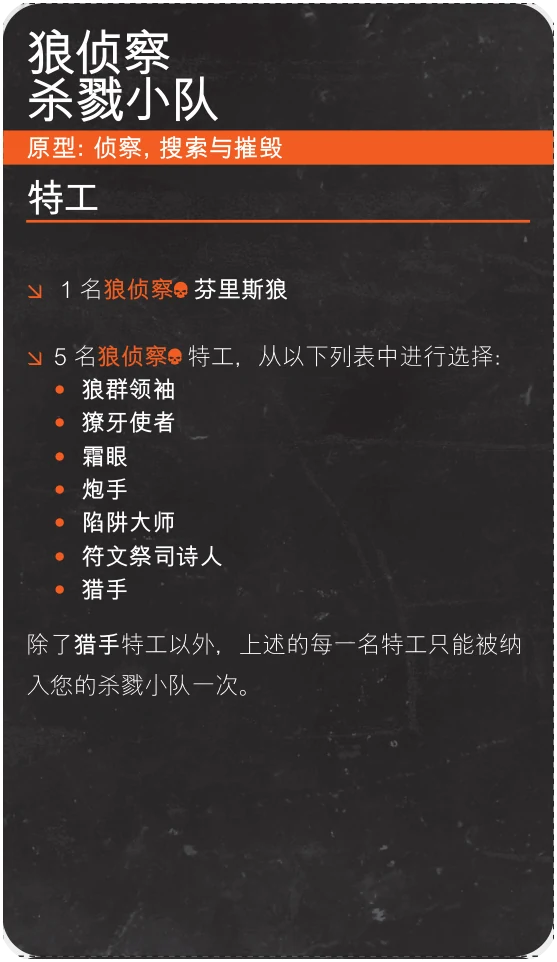 狼侦察
杀戮小队
原型: 侦察, 搜索与摧毁
特工
1 名狼侦察 芬里斯狼
5 名狼侦察 特工, 从以下列表中进行选择:
狼群领袖
獠牙使者
霜眼
炮手
陷阱大师
符文祭司诗人
猎手
除了猎手特工以外, 上述的每一名特工只能被纳
入您的杀戮小队一次。